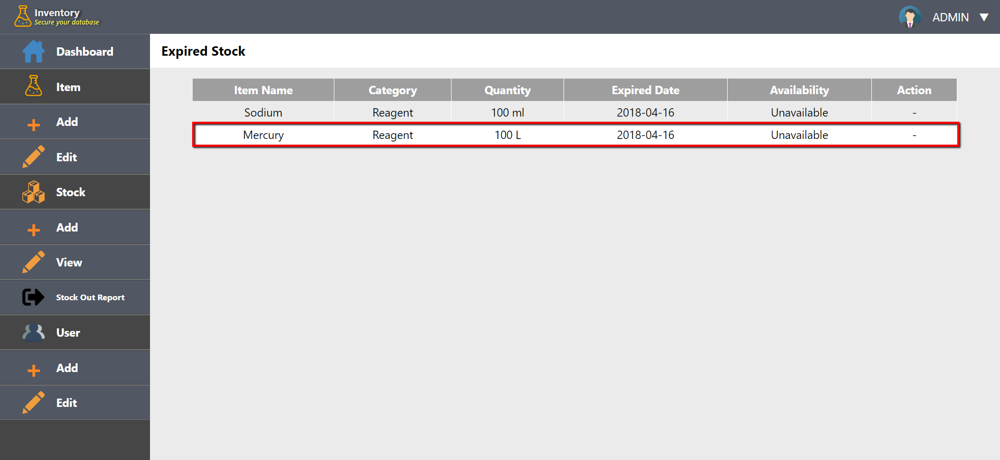 Inventory
Secure your database
ADMIN ▼
Dashboard
Item
Add
Edit
Stock
Add
View
Stock Out Report
User
Add
Edit
Expired Stock
Item Name Category Quantity Expired Date Availability Action
Sodium Reagent 100 ml 2018-04-16 Unavailable -
Mercury Reagent 100 L 2018-04-16 Unavailable -